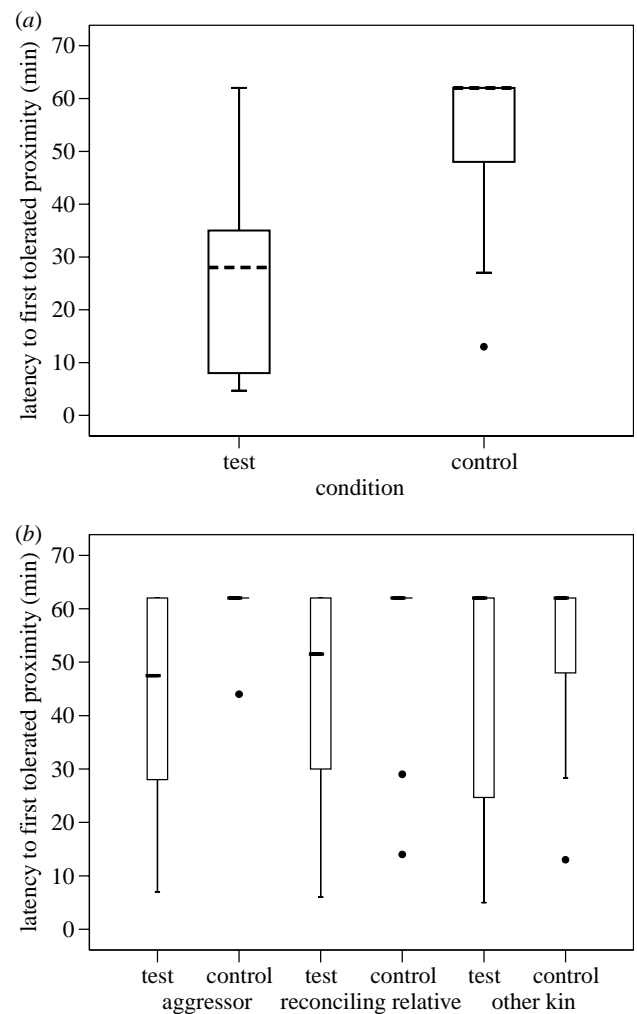 (a)
latency to first tolerated proximity (min)
70
60
50
40
30
20
10
0
test control
condition
(b)
latency to first tolerated proximity (min)
70
60
50
40
30
20
10
0
test control test control test control
aggressor reconciling relative other kin